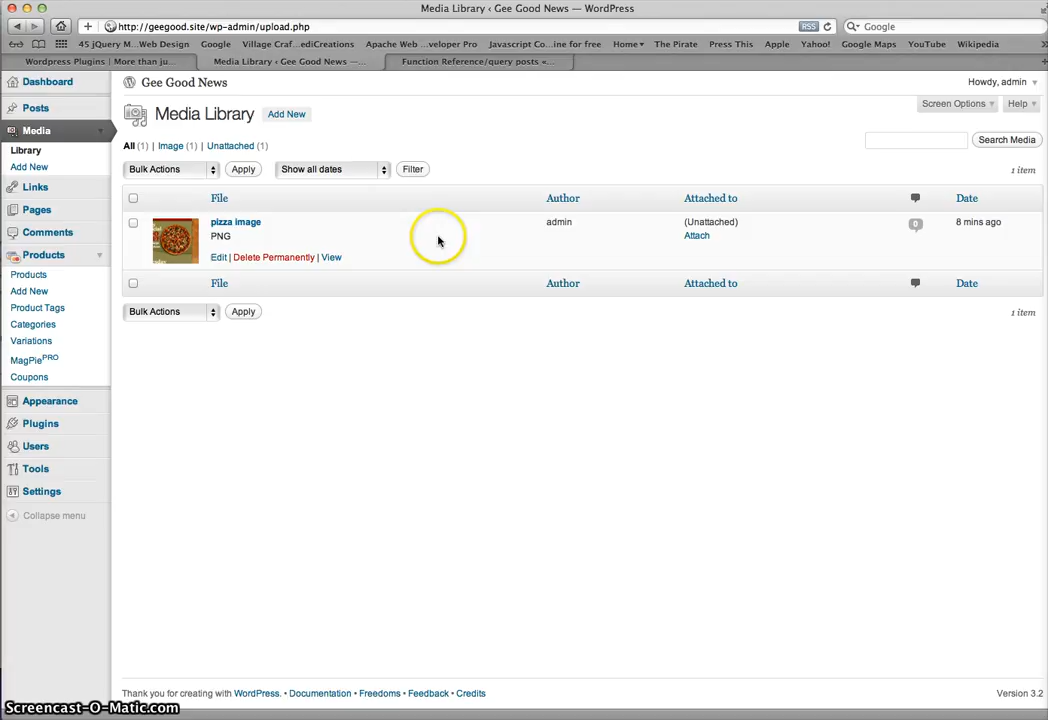 Media Library ‹ Gee Good News — WordPress
http://geegood.site/wp-admin/upload.php
RSS
Google
45 jQuery M...Web Design Google Village Craf...ediCreations Apache Web ...veloper Pro Javascript Co...ine for free Home The Pirate Press This Apple Yahoo! Google Maps YouTube Wikipedia
Wordpress Plugins | More than ju... Media Library ‹ Gee Good News —... Function Reference/query posts «...
Dashboard
Posts
Media
Library
Add New
Links
Pages
Comments
Products
Products
Add New
Product Tags
Categories
Variations
MagPiePRO
Coupons
Appearance
Plugins
Users
Tools
Settings
Collapse menu
Gee Good News
Howdy, admin
Screen Options Help
Media Library Add New
All (1) | Image (1) | Unattached (1)
Search Media
Bulk Actions Apply Show all dates Filter 1 item
File Author Attached to Date
pizza image admin (Unattached) 0 8 mins ago
PNG Attach
Edit | Delete Permanently | View
File Author Attached to Date
Bulk Actions Apply 1 item
Thank you for creating with WordPress. • Documentation • Freedoms • Feedback • Credits Version 3.2
Screencast-O-Matic.com